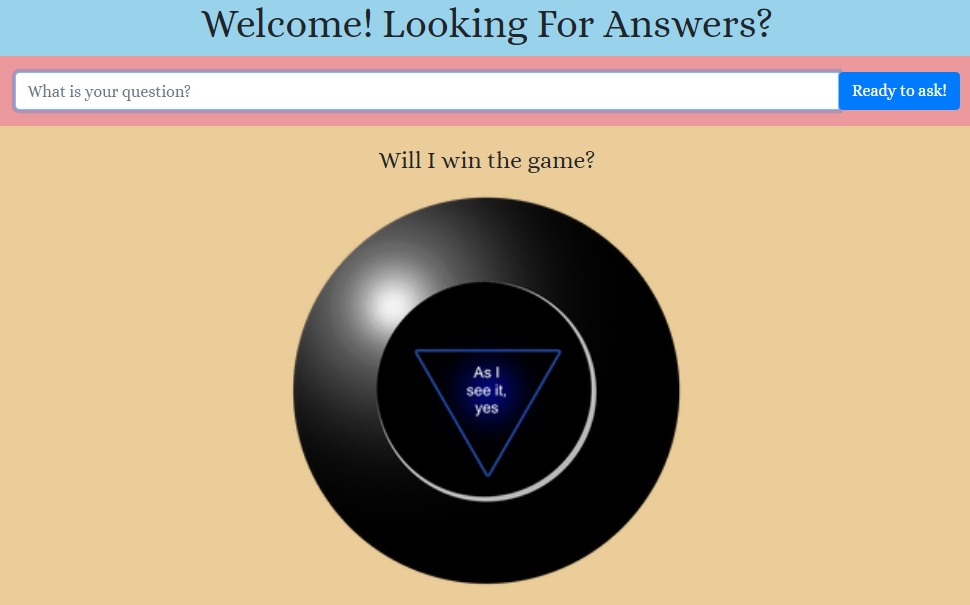 Welcome! Looking For Answers?
What is your question?
Ready to ask!
Will I win the game?
As I
see it,
yes